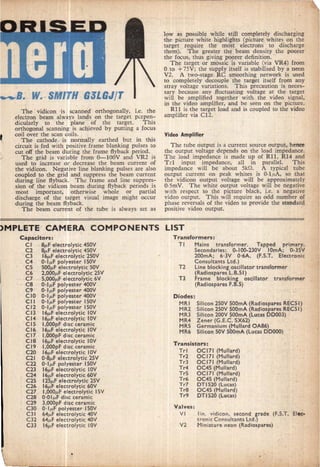 ORISED
nera
B. W. SMITH G3LGJ/T
The vidicon is scanned orthogonally, i.e. the
electron beam always lands on the target perpen-
dicularly to the plane of the target. This
orthogonal scanning is achieved by putting a focus
coil over the scan coils.
The cathode is normally earthed but in this
circuit is fed with positive frame blanking pulses to
cut off the beam during the frame flyback period.
The grid is variable from 0—100V and VR2 is
used to increase or decrease the beam current of
the vidicon. Negative line blanking pulses are also
coupled to the grid and suppress the beam current
during line flyback. The frame and line suppres-
sion of the vidicon beam during flyback periods is
most important, otherwise whole or partial
discharge of the target visual image might occur
during the beam flyback.
The beam current of the tube is always set as
low as possible while still completely discharging
the picture white highlights (picture whites on the
target require the most electrons to discharge
them). The greater the beam density the poorer
the focus, thus giving poorer definition.
The target or mosaic is variable (via VR4) from
0 to +75V; the supply itself is stabilised by a neon
V2. A two-stage RC smoothing network is used
to completely decouple the target itself from any
stray voltage variations. This precaution is neces-
sary because any fluctuating voltage at the target
will be amplified together with the video signal,
in the video amplifier, and be seen on the picture.
R11 is the target load and is coupled to the video
amplifier via C12.
Video Amplifier
The tube output is a current source output, hence
the output voltage depends on the load impedance.
The load impedance is made up of R11, R14 and
Tr1 input impedance, all in parallel. This
impedance is for about 5kΩ. A typical tube
output current on peak whites is 0·1μA, so that
the vidicon output voltage will be approximately
0·5mV. The white output voltage will be negative
with respect to the picture black, i.e. a negative
video output. This will require an odd number of
phase reversals of the video to provide the standard
positive video output.
OMPLETE CAMERA COMPONENTS LIST
Capacitors:
C1 8μF electrolytic 450V
C2 8μF electrolytic 450V
C3 16μF electrolytic 250V
C4 0·1μF polyester 150V
C5 500μF electrolytic 50V
C6 2,000μF electrolytic 25V
C7 5,000μF electrolytic 6V
C8 0·1μF polyester 400V
C9 0·1μF polyester 400V
C10 0·1μF polyester 400V
C11 0·1μF polyester 150V
C12 0·1μF polyester 150V
C13 16μF electrolytic 10V
C14 16μF electrolytic 10V
C15 1,000pF disc ceramic
C16 16μF electrolytic 10V
C17 1,000pF disc ceramic
C18 16μF electrolytic 10V
C19 1,000pF disc ceramic
C20 16μF electrolytic 10V
C21 0·8μF electrolytic 25V
C22 0·1μF polyester 150V
C23 16μF electrolytic 10V
C24 16μF electrolytic 60V
C25 125μF electrolytic 25V
C26 16μF electrolytic 60V
C27 1,000μF electrolytic 15V
C28 0·01μF disc ceramic
C29 3,000pF disc ceramic
C30 0·1μF polyester 150V
C31 64μF electrolytic 40V
C32 64μF electrolytic 40V
C33 16μF electrolytic 10V
Transformers:
T1 Mains transformer. Tapped primary.
Secondaries: 0-100-230V 10mA; 0-25V
200mA; 6·3V 0·6A. (F.S.T. Electronic
Consultants Ltd.)
T2 Line blocking oscillator transformer
(Radiospares L.B.51)
T3 Frame blocking oscillator transformer
(Radiospares F.B.5)
Diodes:
MR1 Silicon 250V 500mA (Radiospares REC51)
MR2 Silicon 250V 500mA (Radiospares REC51)
MR3 Silicon 200V 500mA (Lucas DD003)
MR4 Zener (G.E.C. SX62)
MR5 Germanium (Mullard OA86)
MR6 Silicon 50V 500mA (Lucas DD000)
Transistors:
Tr1 OC171 (Mullard)
Tr2 OC171 (Mullard)
Tr3 OC171 (Mullard)
Tr4 OC45 (Mullard)
Tr5 OC171 (Mullard)
Tr6 OC45 (Mullard)
Tr7 DT1520 (Lucas)
Tr8 OC45 (Mullard)
Tr9 DT1520 (Lucas)
Valves:
V1 1in. vidicon, second grade (F.S.T. Elec-
tronic Consultants Ltd.)
V2 Miniature neon (Radiospares)